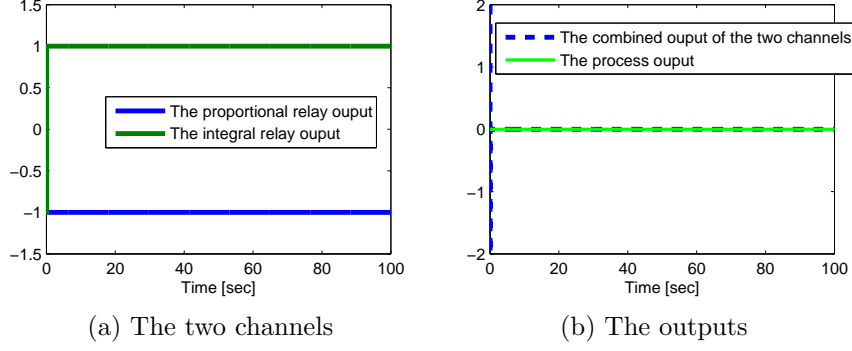 1.5
1
0.5
0
−0.5
−1
−1.5
0 20 40 60 80 100
Time [sec]
The proportional relay ouput
The integral relay ouput
(a) The two channels
2
1
0
−1
−2
0 20 40 60 80 100
Time [sec]
The combined ouput of the two channels
The process ouput
(b) The outputs